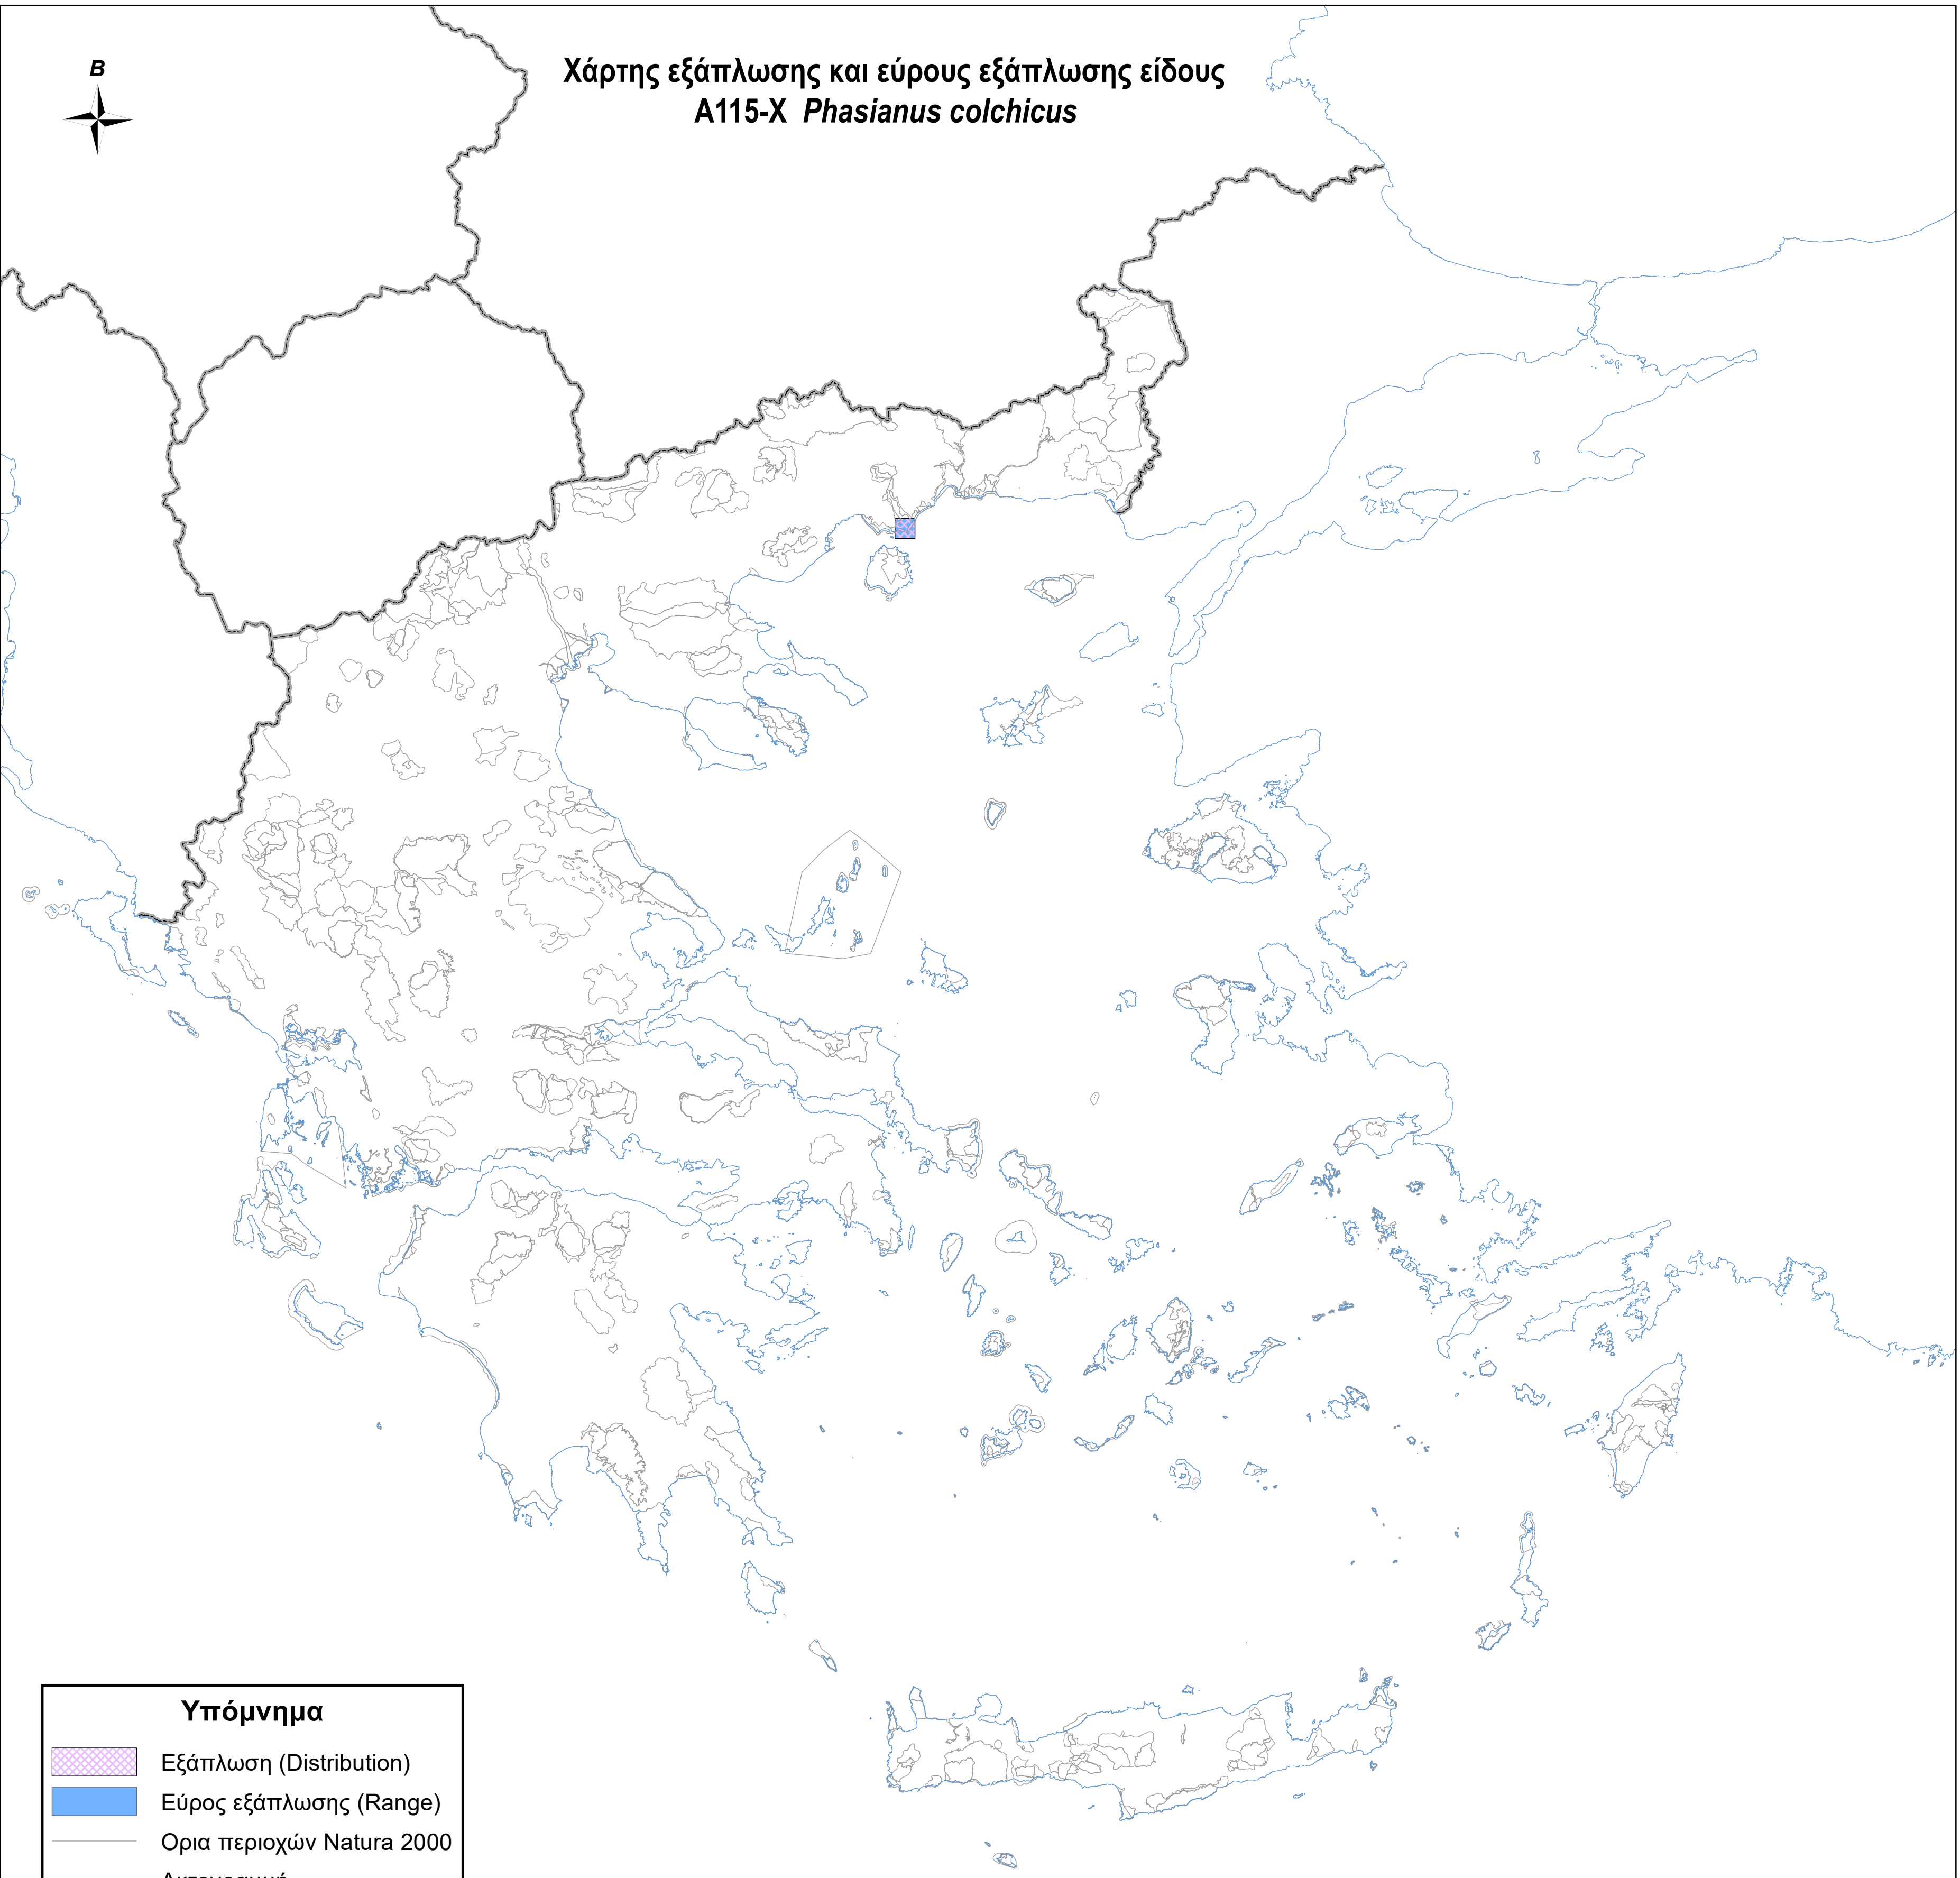 Β
Χάρτης εξάπλωσης και εύρους εξάπλωσης είδους
A115-X Phasianus colchicus
Υπόμνημα
Εξάπλωση (Distribution)
Εύρος εξάπλωσης (Range)
Ορια περιοχών Natura 2000